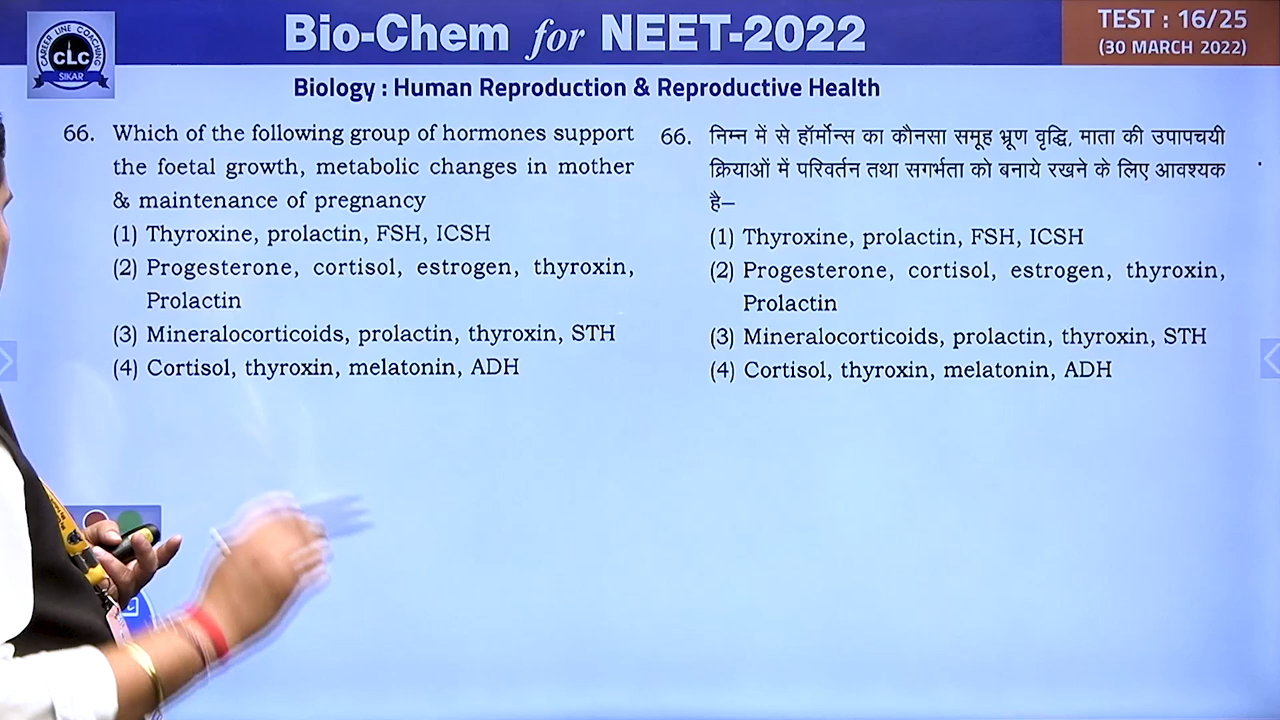 CAREER LINE COACHING
CLC
SIKAR
Bio-Chem for NEET-2022
TEST : 16/25
(30 MARCH 2022)
Biology : Human Reproduction & Reproductive Health
66. Which of the following group of hormones support
the foetal growth, metabolic changes in mother
& maintenance of pregnancy
(1) Thyroxine, prolactin, FSH, ICSH
(2) Progesterone, cortisol, estrogen, thyroxin,
Prolactin
(3) Mineralocorticoids, prolactin, thyroxin, STH
(4) Cortisol, thyroxin, melatonin, ADH
66. निम्न में से हॉर्मोन्स का कौनसा समूह भ्रूण वृद्धि, माता की उपापचयी
क्रियाओं में परिवर्तन तथा सगर्भता को बनाये रखने के लिए आवश्यक
है–
(1) Thyroxine, prolactin, FSH, ICSH
(2) Progesterone, cortisol, estrogen, thyroxin,
Prolactin
(3) Mineralocorticoids, prolactin, thyroxin, STH
(4) Cortisol, thyroxin, melatonin, ADH